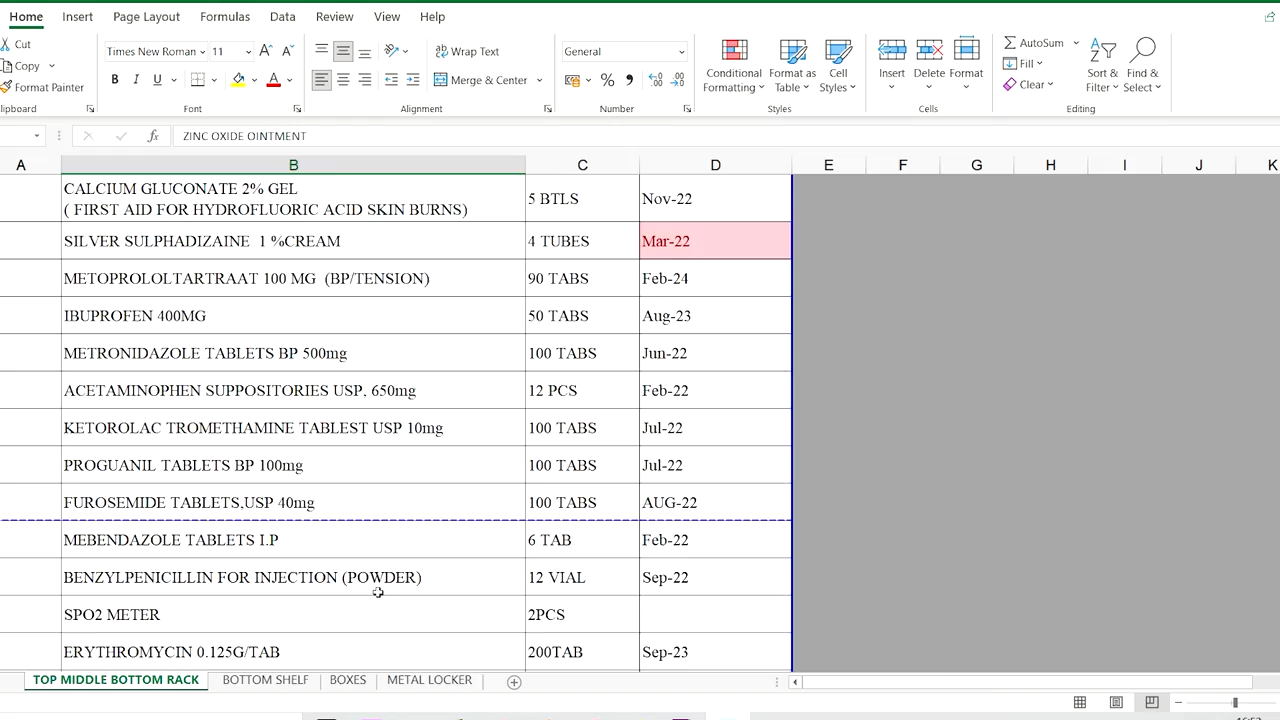 Home Insert Page Layout Formulas Data Review View Help
Cut
Copy
Format Painter
Times New Roman 11
Wrap Text
General
Conditional Formatting
Format as Table
Cell Styles
Insert Delete Format
AutoSum
Fill
Clear
Sort & Filter
Find & Select
B I U A
Merge & Center
% 9
lipboard Font Alignment Number Styles Cells Editing
fx ZINC OXIDE OINTMENT
A B C D E F G H I J K
CALCIUM GLUCONATE 2% GEL
( FIRST AID FOR HYDROFLUORIC ACID SKIN BURNS) 5 BTLS Nov-22
SILVER SULPHADIZAINE 1 %CREAM 4 TUBES Mar-22
METOPROLOLTARTRAAT 100 MG (BP/TENSION) 90 TABS Feb-24
IBUPROFEN 400MG 50 TABS Aug-23
METRONIDAZOLE TABLETS BP 500mg 100 TABS Jun-22
ACETAMINOPHEN SUPPOSITORIES USP, 650mg 12 PCS Feb-22
KETOROLAC TROMETHAMINE TABLEST USP 10mg 100 TABS Jul-22
PROGUANIL TABLETS BP 100mg 100 TABS Jul-22
FUROSEMIDE TABLETS,USP 40mg 100 TABS AUG-22
MEBENDAZOLE TABLETS I.P 6 TAB Feb-22
BENZYLPENICILLIN FOR INJECTION (POWDER) 12 VIAL Sep-22
SPO2 METER 2PCS
ERYTHROMYCIN 0.125G/TAB 200TAB Sep-23
TOP MIDDLE BOTTOM RACK BOTTOM SHELF BOXES METAL LOCKER